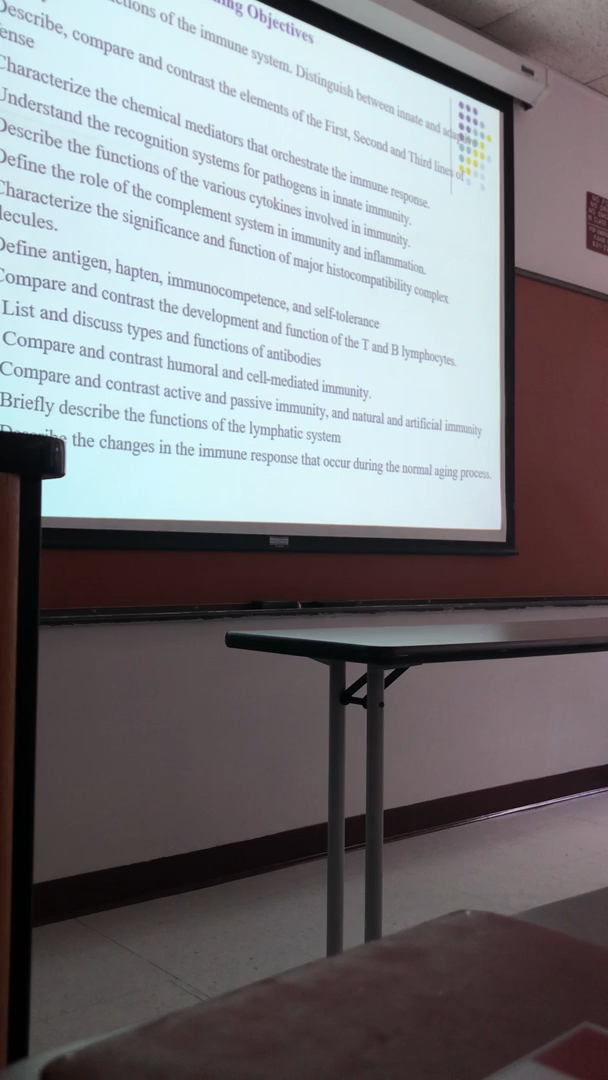 ning Objectives
ctions of the immune system. Distinguish between innate and adaptive
Describe, compare and contrast the elements of the First, Second and Third lines of
ense
Characterize the chemical mediators that orchestrate the immune response.
Understand the recognition systems for pathogens in innate immunity.
Describe the functions of the various cytokines involved in immunity.
Define the role of the complement system in immunity and inflammation.
Characterize the significance and function of major histocompatibility complex
lecules.
Define antigen, hapten, immunocompetence, and self-tolerance
Compare and contrast the development and function of the T and B lymphocytes.
List and discuss types and functions of antibodies
Compare and contrast humoral and cell-mediated immunity.
Compare and contrast active and passive immunity, and natural and artificial immunity
Briefly describe the functions of the lymphatic system
Describe the changes in the immune response that occur during the normal aging process.